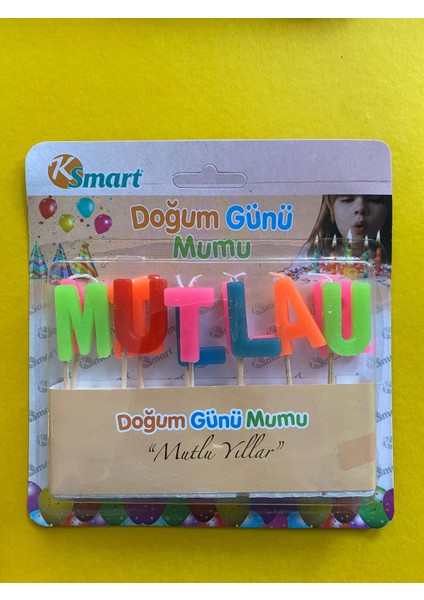 KSmart
Doğum Günü
Mumu
MUTLAU
Doğum Günü Mumu
"Mutlu Yıllar"